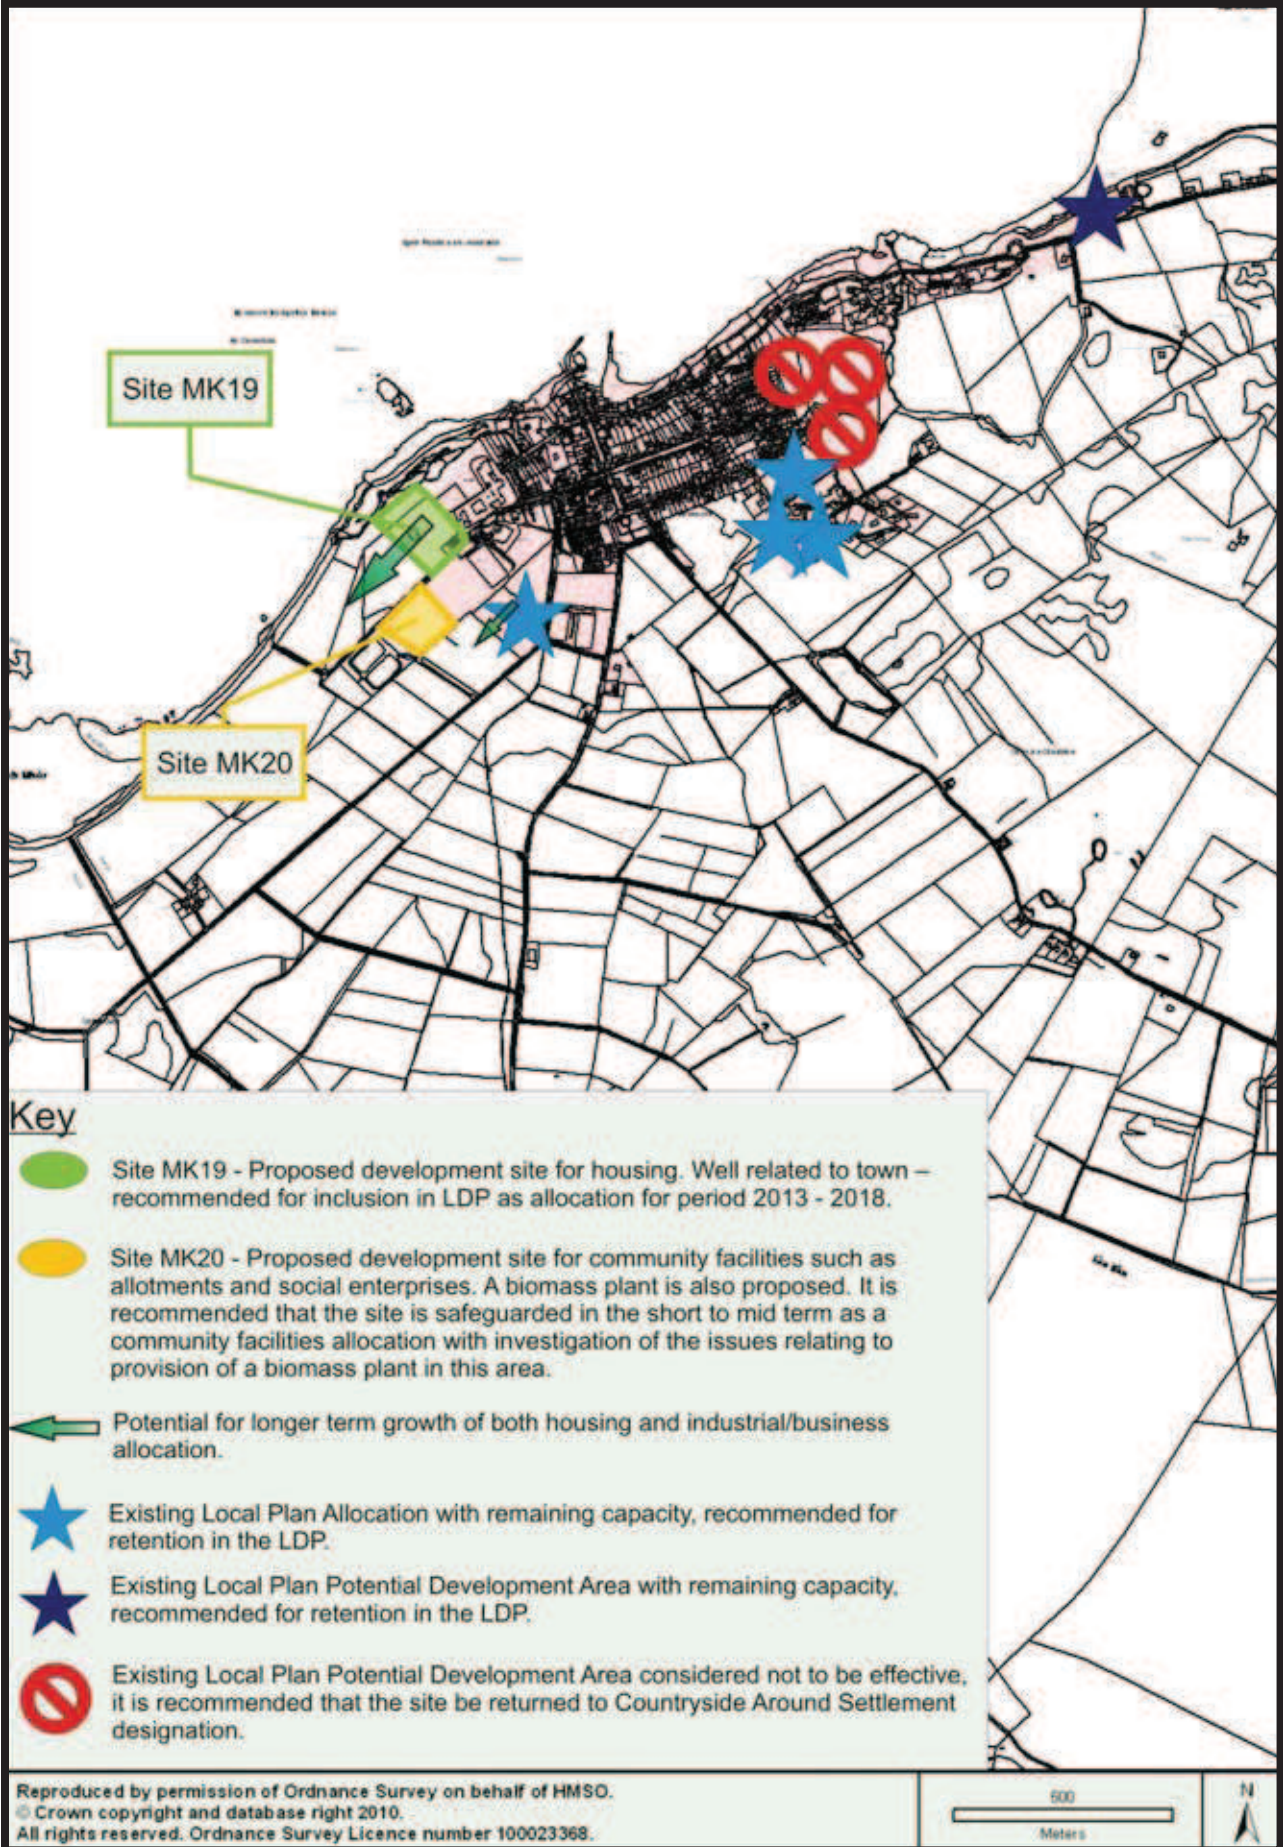 Site MK19
Site MK20
Key
Site MK19 - Proposed development site for housing. Well related to town –
recommended for inclusion in LDP as allocation for period 2013 - 2018.
Site MK20 - Proposed development site for community facilities such as
allotments and social enterprises. A biomass plant is also proposed. It is
recommended that the site is safeguarded in the short to mid term as a
community facilities allocation with investigation of the issues relating to
provision of a biomass plant in this area.
Potential for longer term growth of both housing and industrial/business
allocation.
Existing Local Plan Allocation with remaining capacity, recommended for
retention in the LDP.
Existing Local Plan Potential Development Area with remaining capacity,
recommended for retention in the LDP.
Existing Local Plan Potential Development Area considered not to be effective,
it is recommended that the site be returned to Countryside Around Settlement
designation.
Reproduced by permission of Ordnance Survey on behalf of HMSO.
© Crown copyright and database right 2010.
All rights reserved. Ordnance Survey Licence number 100023368.
600
Meters
N